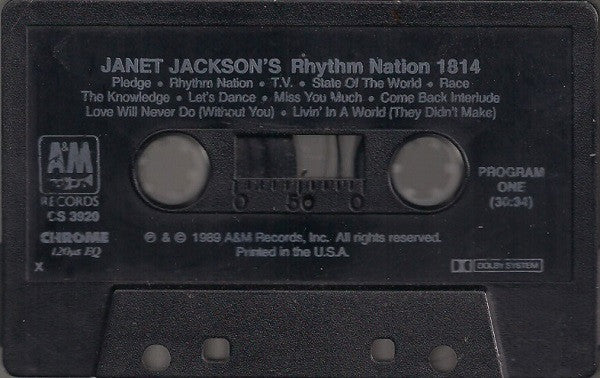 JANET JACKSON'S Rhythm Nation 1814
Pledge • Rhythm Nation • T.V. • State Of The World • Race
The Knowledge • Let's Dance • Miss You Much • Come Back Interlude
Love Will Never Do (Without You) • Livin' In A World (They Didn't Make)
A&M
RECORDS
CS 3920
CHROME
120µs EQ
X
PROGRAM
ONE
(30:34)
0 50 0
℗ & © 1989 A&M Records, Inc. All rights reserved.
Printed in the U.S.A.
DOLBY SYSTEM